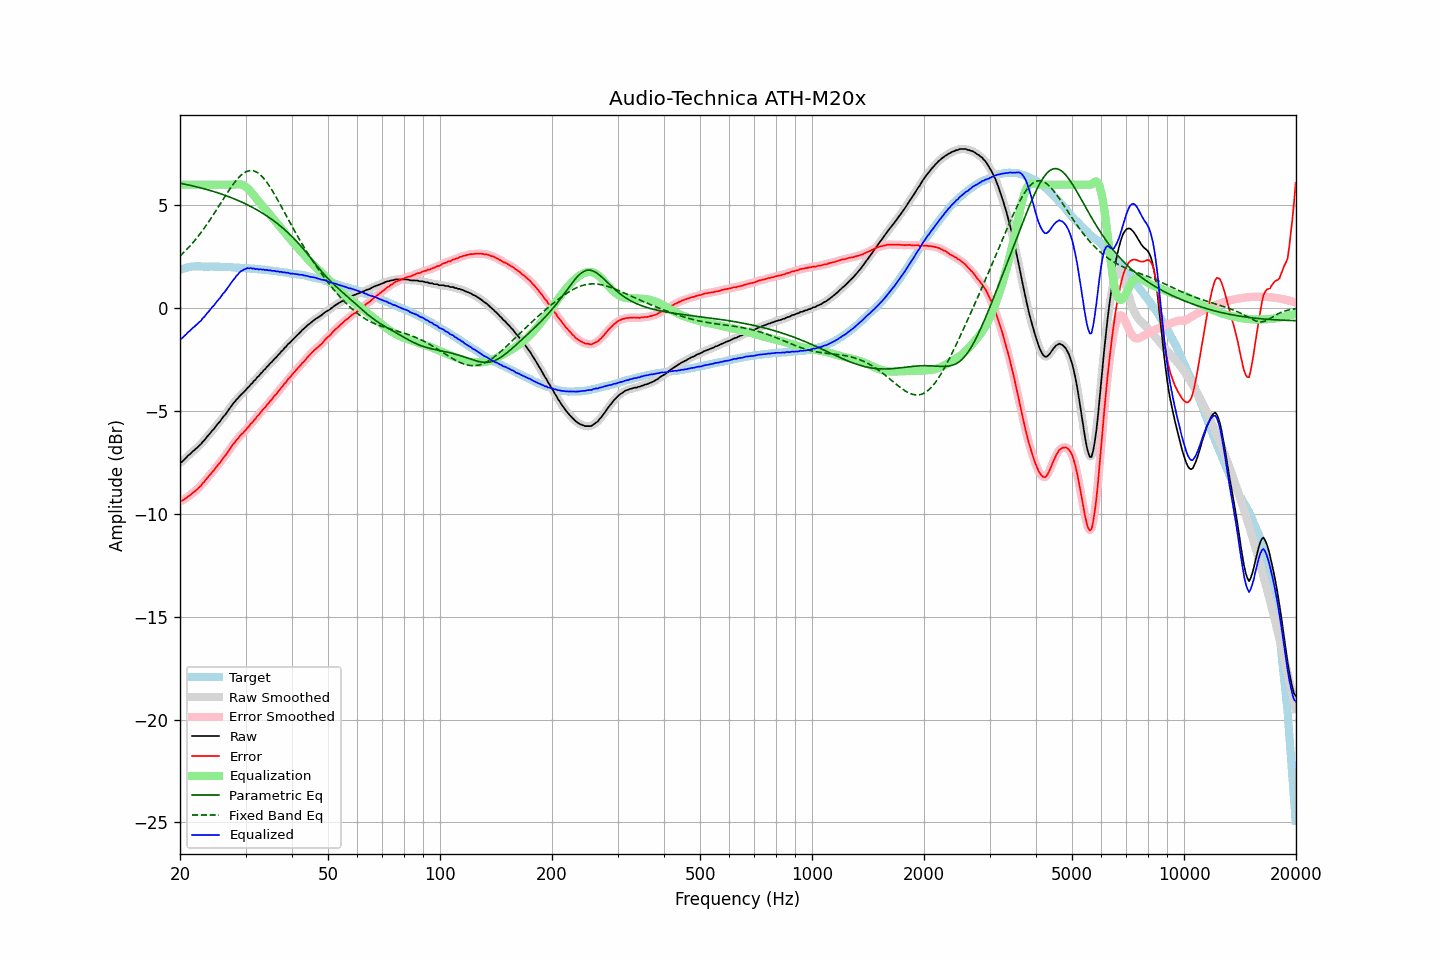 Audio-Technica ATH-M20x
Amplitude (dBr)
5
0
−5
−10
−15
−20
−25
Target
Raw Smoothed
Error Smoothed
Raw
Error
Equalization
Parametric Eq
Fixed Band Eq
Equalized
20 50 100 200 500 1000 2000 5000 10000 20000
Frequency (Hz)